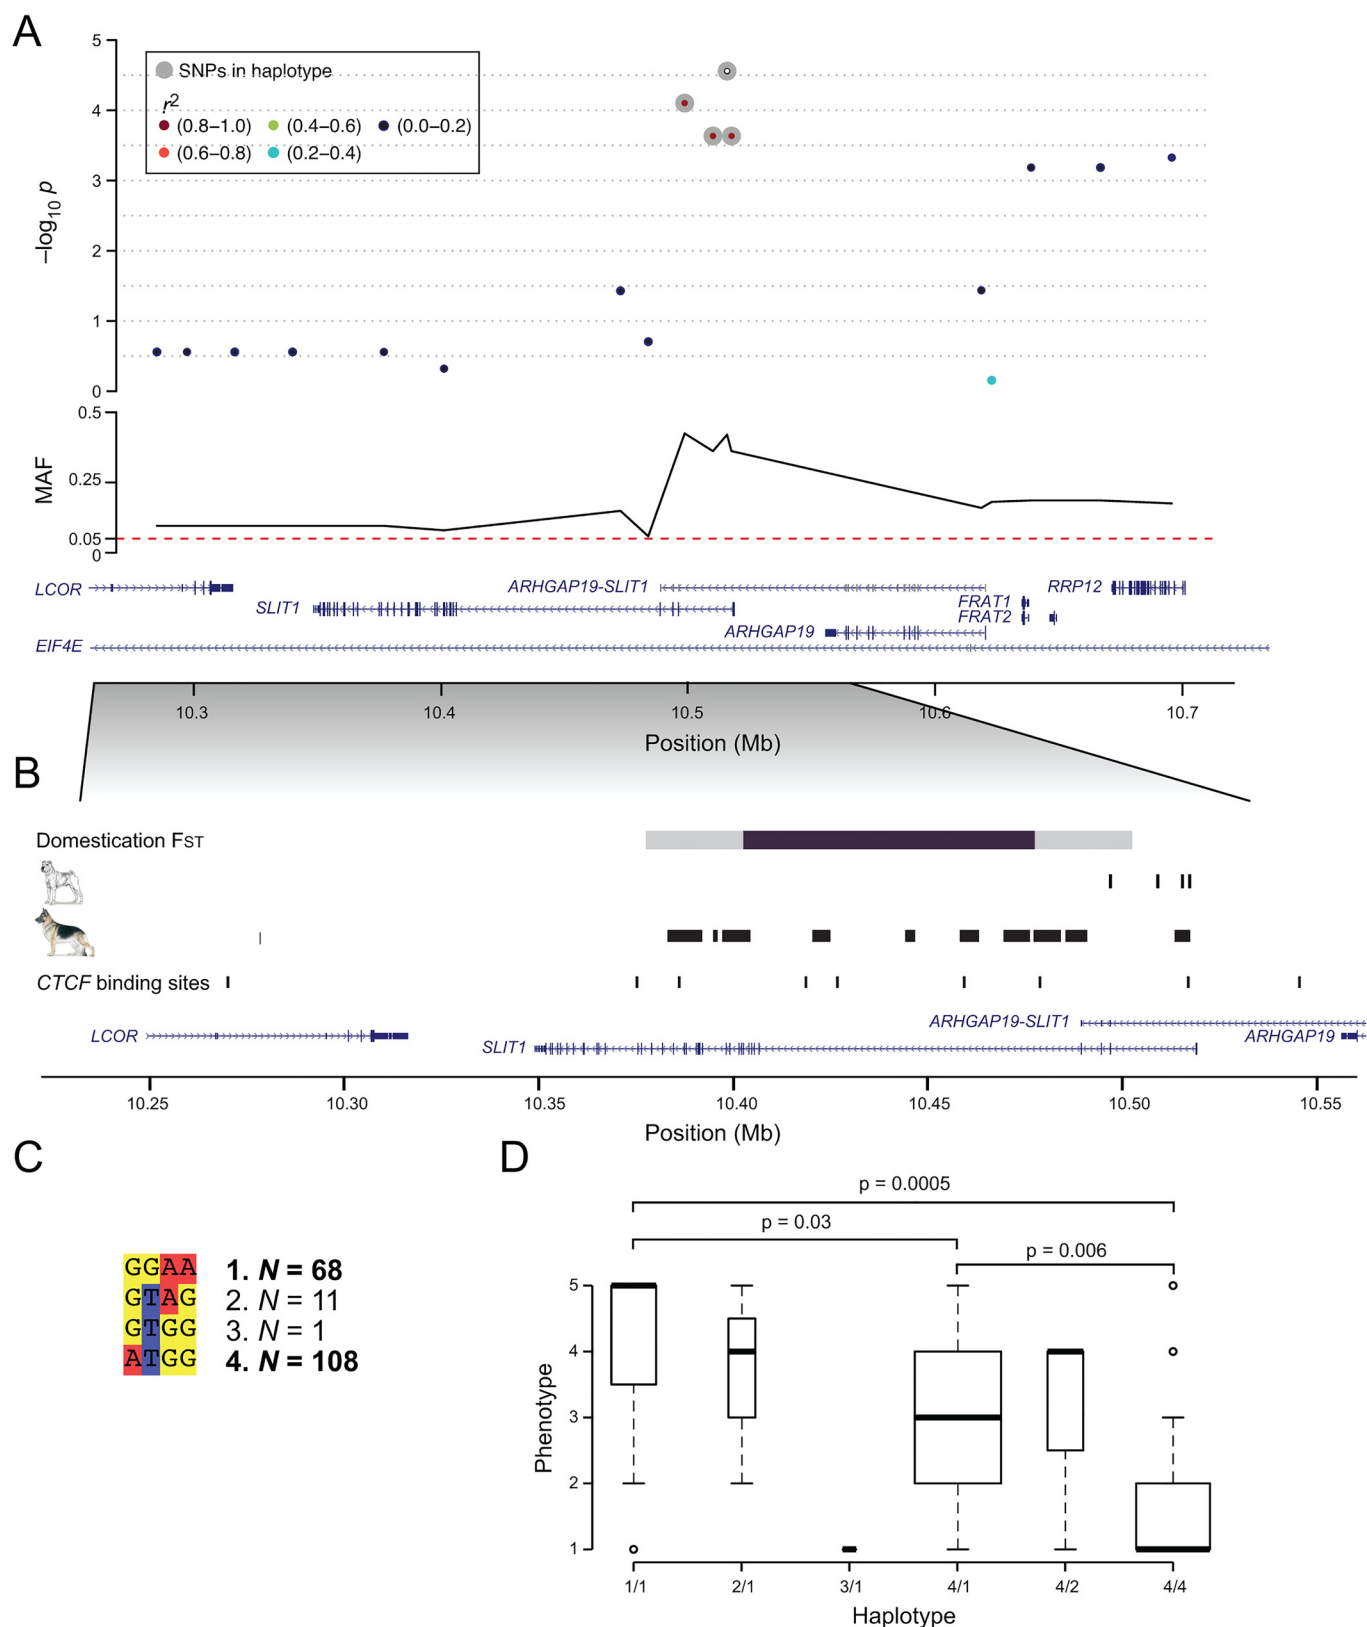 A
5
4
3
2
1
0
–log10 p
SNPs in haplotype
r2
(0.8–1.0) (0.4–0.6) (0.0–0.2)
(0.6–0.8) (0.2–0.4)
0.5
0.25
0.05
0
MAF
LCOR ARHGAP19-SLIT1 RRP12
SLIT1 FRAT1
FRAT2
ARHGAP19
EIF4E
10.3 10.4 10.5 10.6 10.7
Position (Mb)
B
Domestication FST
CTCF binding sites
ARHGAP19-SLIT1
LCOR ARHGAP19
SLIT1
10.25 10.30 10.35 10.40 10.45 10.50 10.55
Position (Mb)
C
GGAA 1. N = 68
GTAG 2. N = 11
GTGG 3. N = 1
ATGG 4. N = 108
D
p = 0.0005
p = 0.03
p = 0.006
5
4
3
2
1
Phenotype
1/1 2/1 3/1 4/1 4/2 4/4
Haplotype